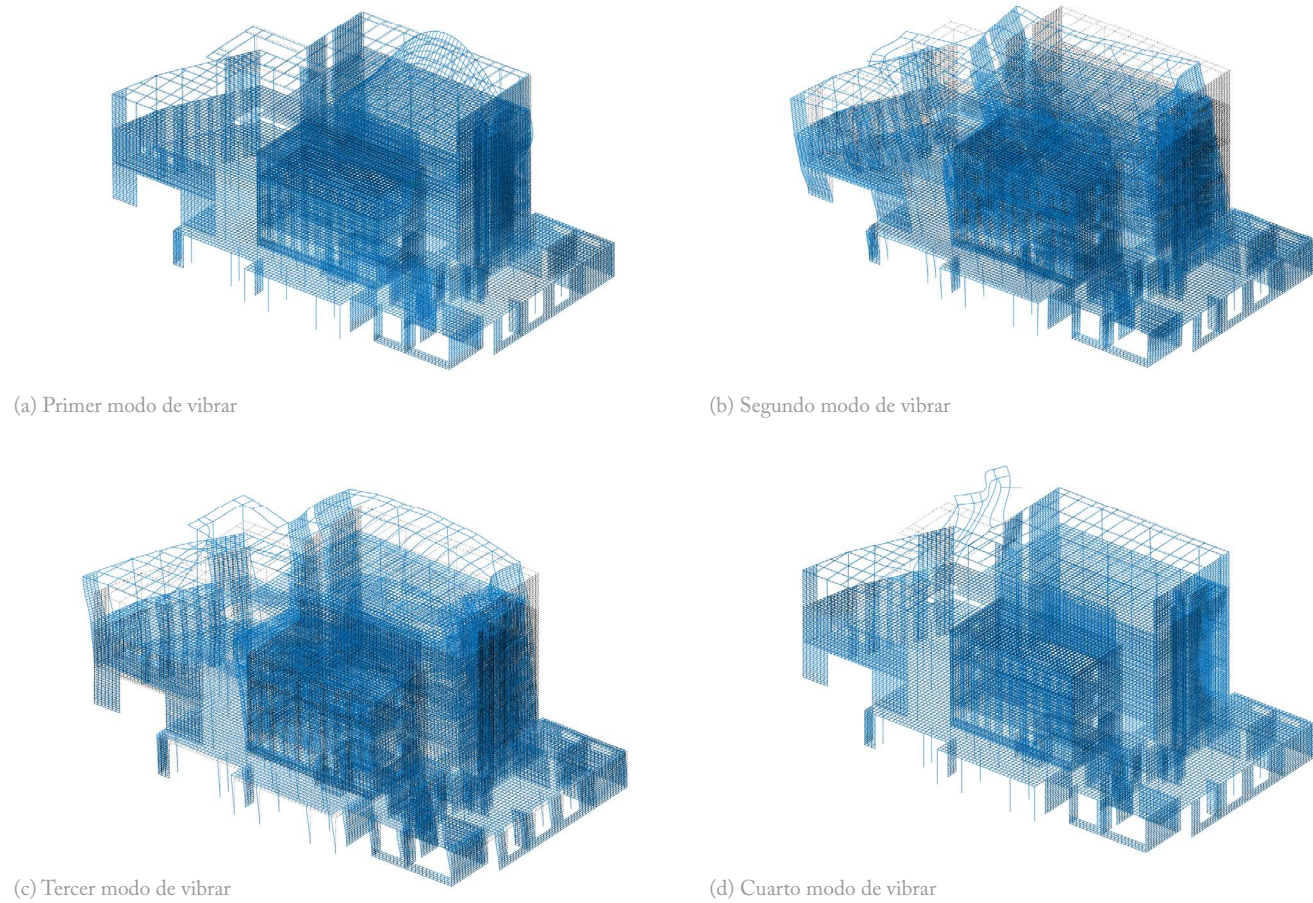 (a) Primer modo de vibrar
(b) Segundo modo de vibrar
(c) Tercer modo de vibrar
(d) Cuarto modo de vibrar